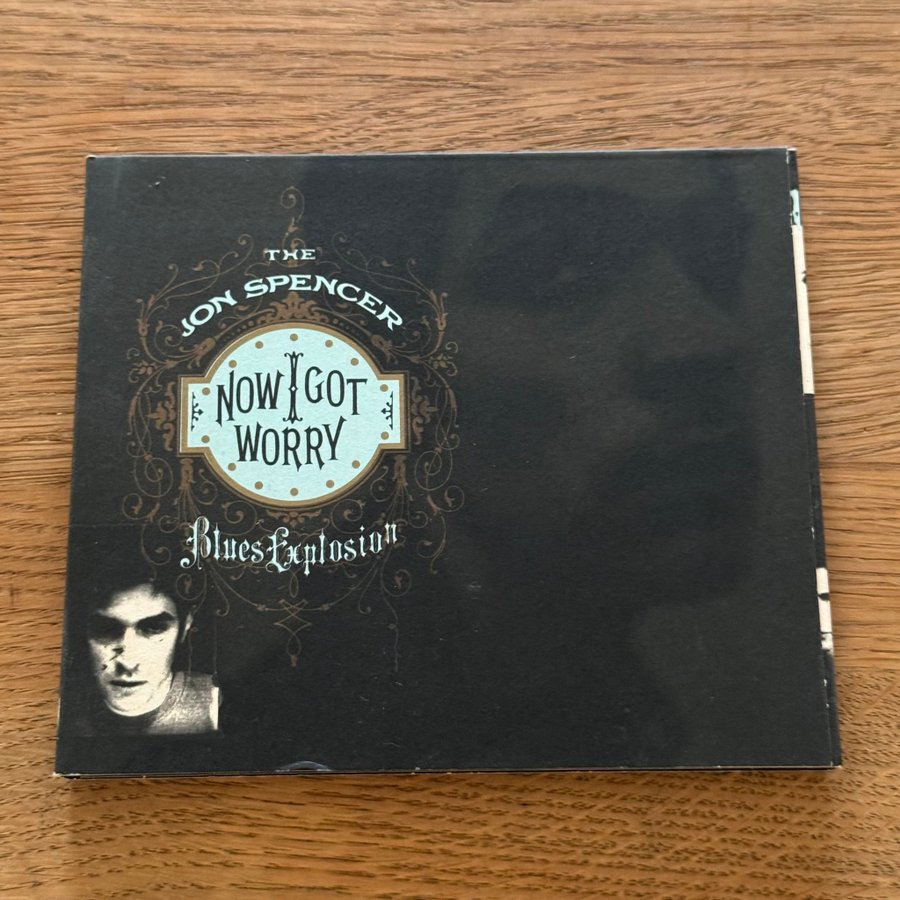 THE
JON SPENCER
NOW I GOT
WORRY
Blues Explosion